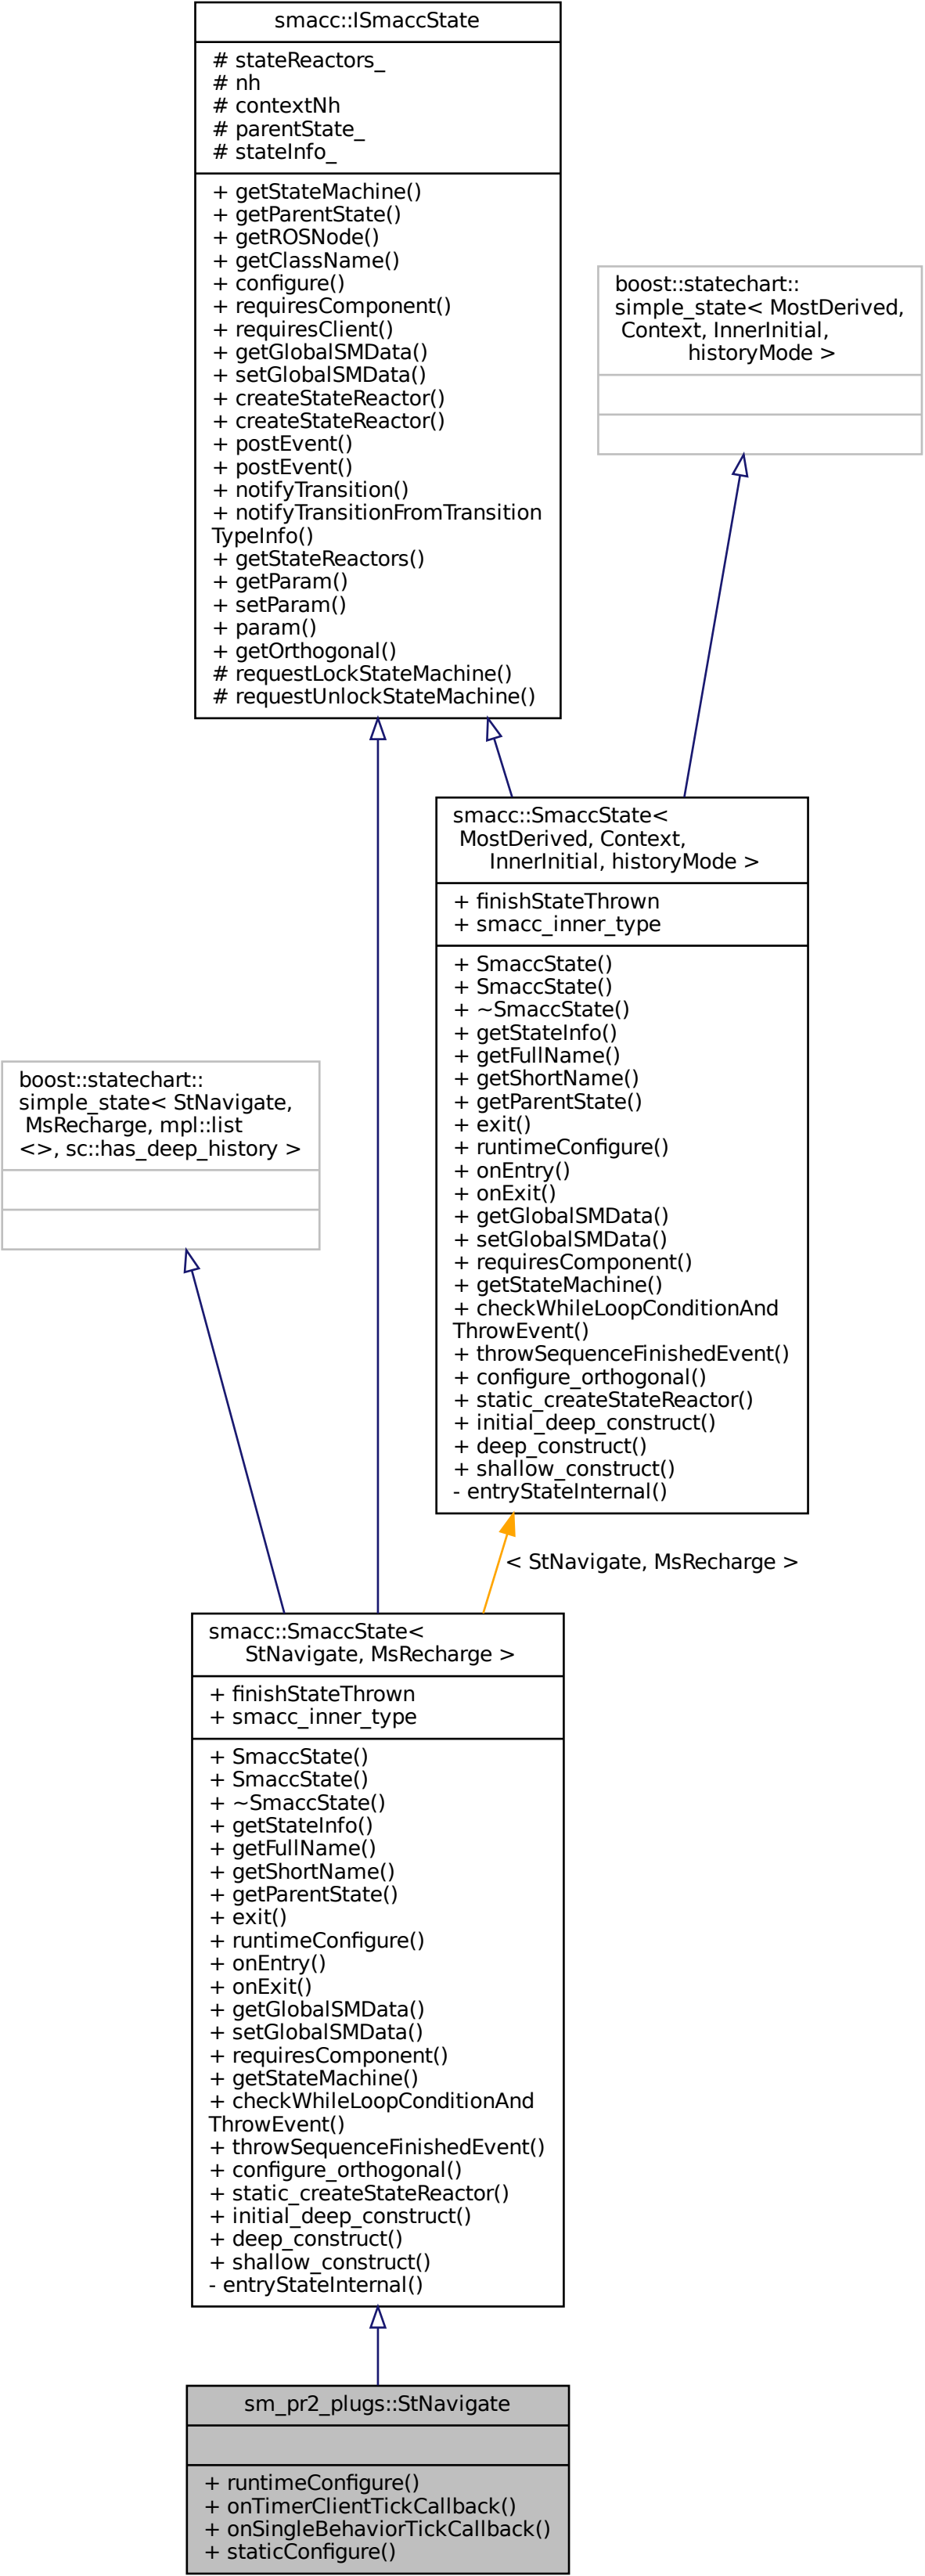 smacc::ISmaccState
# stateReactors_
# nh
# contextNh
# parentState_
# stateInfo_
+ getStateMachine()
+ getParentState()
+ getROSNode()
+ getClassName()
+ configure()
+ requiresComponent()
+ requiresClient()
+ getGlobalSMData()
+ setGlobalSMData()
+ createStateReactor()
+ createStateReactor()
+ postEvent()
+ postEvent()
+ notifyTransition()
+ notifyTransitionFromTransition
TypeInfo()
+ getStateReactors()
+ getParam()
+ setParam()
+ param()
+ getOrthogonal()
# requestLockStateMachine()
# requestUnlockStateMachine()
boost::statechart::
simple_state< MostDerived,
Context, InnerInitial,
historyMode >
smacc::SmaccState<
MostDerived, Context,
InnerInitial, historyMode >
+ finishStateThrown
+ smacc_inner_type
+ SmaccState()
+ SmaccState()
+ ~SmaccState()
+ getStateInfo()
+ getFullName()
+ getShortName()
+ getParentState()
+ exit()
+ runtimeConfigure()
+ onEntry()
+ onExit()
+ getGlobalSMData()
+ setGlobalSMData()
+ requiresComponent()
+ getStateMachine()
+ checkWhileLoopConditionAnd
ThrowEvent()
+ throwSequenceFinishedEvent()
+ configure_orthogonal()
+ static_createStateReactor()
+ initial_deep_construct()
+ deep_construct()
+ shallow_construct()
- entryStateInternal()
boost::statechart::
simple_state< StNavigate,
MsRecharge, mpl::list
<>, sc::has_deep_history >
< StNavigate, MsRecharge >
smacc::SmaccState<
StNavigate, MsRecharge >
+ finishStateThrown
+ smacc_inner_type
+ SmaccState()
+ SmaccState()
+ ~SmaccState()
+ getStateInfo()
+ getFullName()
+ getShortName()
+ getParentState()
+ exit()
+ runtimeConfigure()
+ onEntry()
+ onExit()
+ getGlobalSMData()
+ setGlobalSMData()
+ requiresComponent()
+ getStateMachine()
+ checkWhileLoopConditionAnd
ThrowEvent()
+ throwSequenceFinishedEvent()
+ configure_orthogonal()
+ static_createStateReactor()
+ initial_deep_construct()
+ deep_construct()
+ shallow_construct()
- entryStateInternal()
sm_pr2_plugs::StNavigate
+ runtimeConfigure()
+ onTimerClientTickCallback()
+ onSingleBehaviorTickCallback()
+ staticConfigure()